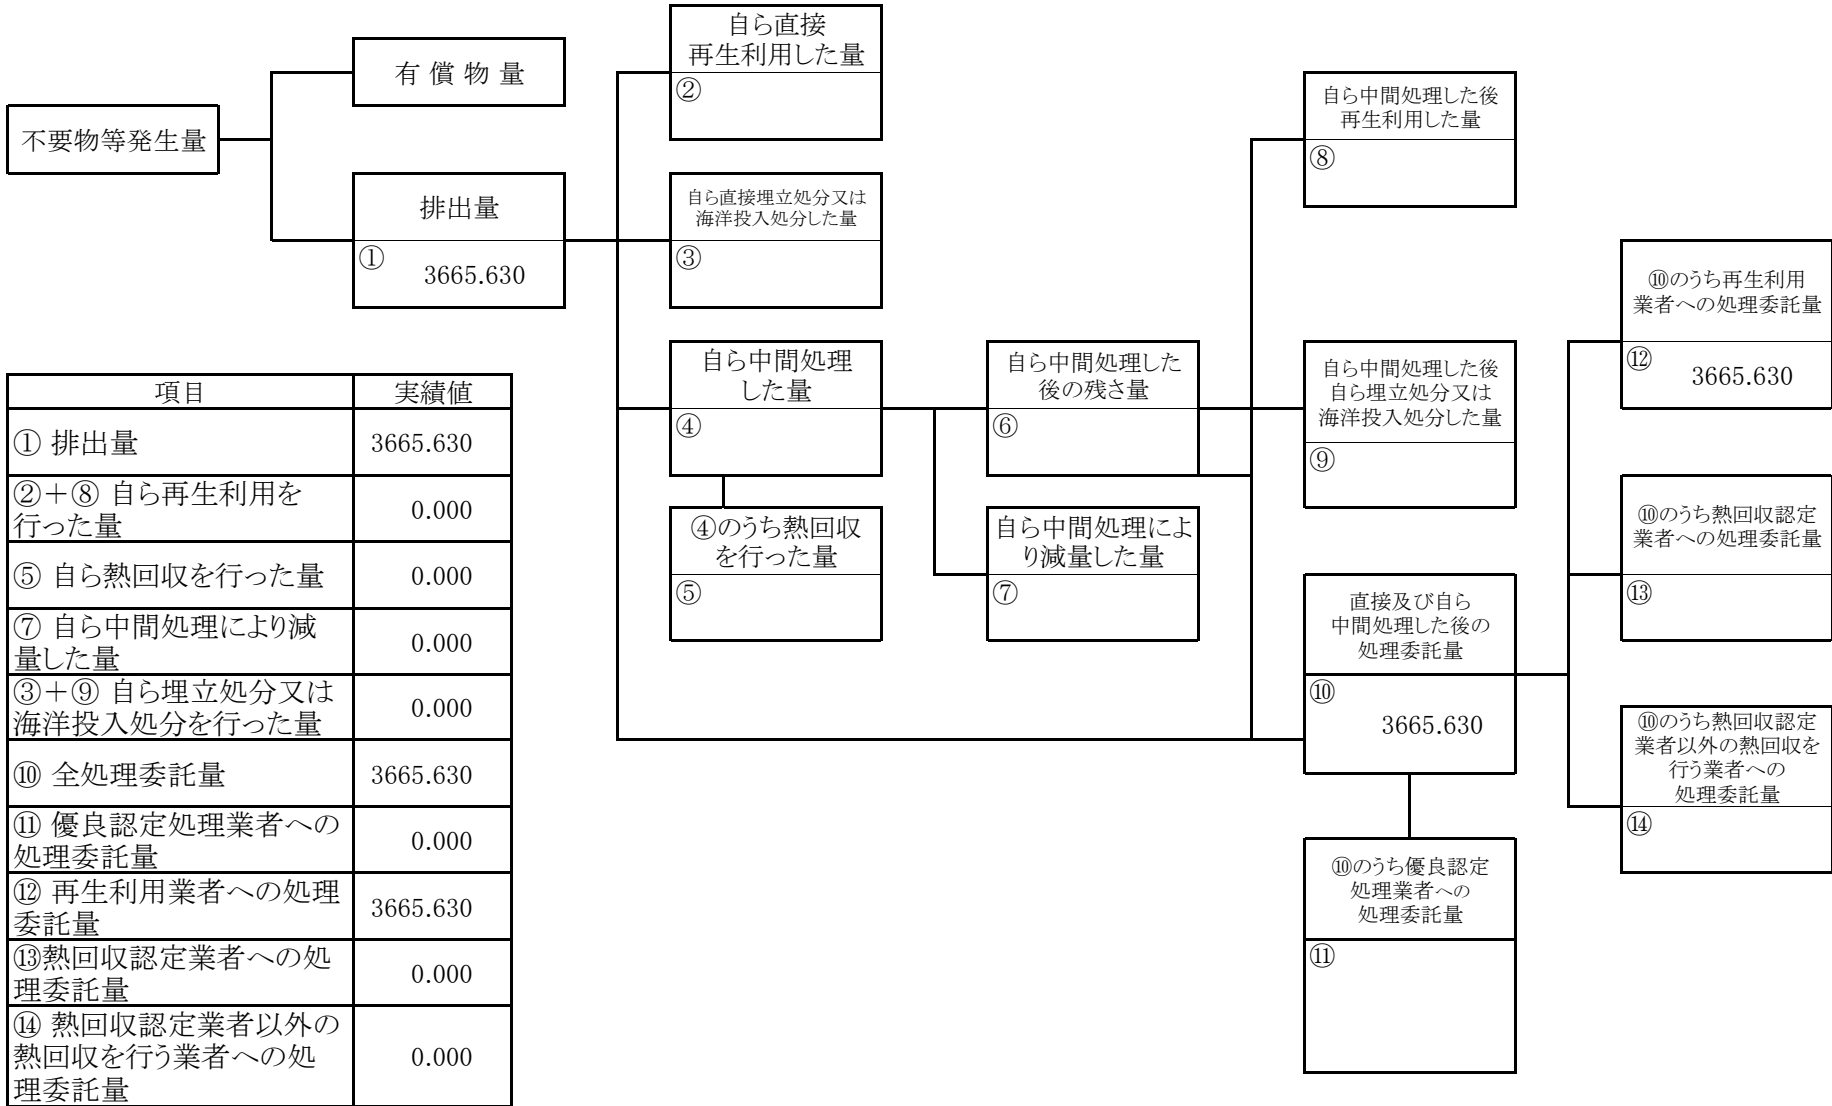 不要物等発生量
有 償 物 量
排出量
①
3665.630
自ら直接
再生利用した量
②
自ら直接埋立処分又は
海洋投入処分した量
③
自ら中間処理
した量
④
④のうち熱回収
を行った量
⑤
自ら中間処理した
後の残さ量
⑥
自ら中間処理によ
り減量した量
⑦
自ら中間処理した後
再生利用した量
⑧
自ら中間処理した後
自ら埋立処分又は
海洋投入処分した量
⑨
直接及び自ら
中間処理した後の
処理委託量
⑩
3665.630
⑩のうち優良認定
処理業者への
処理委託量
⑪
⑩のうち再生利用
業者への処理委託量
⑫
3665.630
⑩のうち熱回収認定
業者への処理委託量
⑬
⑩のうち熱回収認定
業者以外の熱回収を
行う業者への
処理委託量
⑭
項目 実績値
① 排出量 3665.630
②＋⑧ 自ら再生利用を
行った量 0.000
⑤ 自ら熱回収を行った量 0.000
⑦ 自ら中間処理により減
量した量 0.000
③＋⑨ 自ら埋立処分又は
海洋投入処分を行った量 0.000
⑩ 全処理委託量 3665.630
⑪ 優良認定処理業者への
処理委託量 0.000
⑫ 再生利用業者への処理
委託量 3665.630
⑬熱回収認定業者への処
理委託量 0.000
⑭ 熱回収認定業者以外の
熱回収を行う業者への処
理委託量 0.000